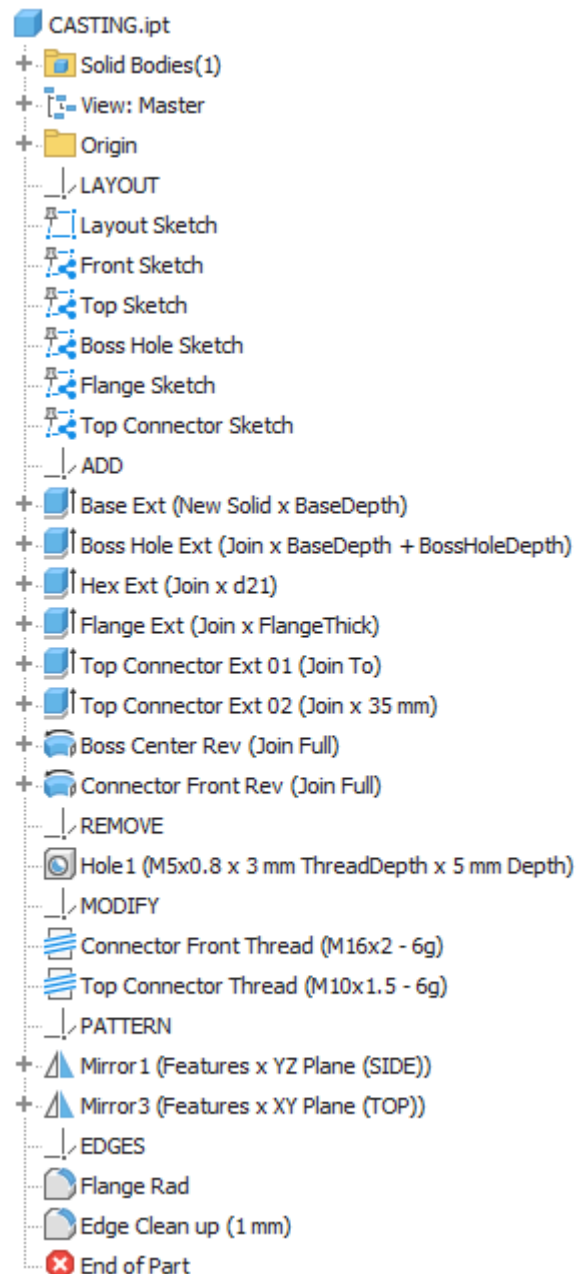 CASTING.ipt
Solid Bodies(1)
View: Master
Origin
LAYOUT
Layout Sketch
Front Sketch
Top Sketch
Boss Hole Sketch
Flange Sketch
Top Connector Sketch
ADD
Base Ext (New Solid x BaseDepth)
Boss Hole Ext (Join x BaseDepth + BossHoleDepth)
Hex Ext (Join x d21)
Flange Ext (Join x FlangeThick)
Top Connector Ext 01 (Join To)
Top Connector Ext 02 (Join x 35 mm)
Boss Center Rev (Join Full)
Connector Front Rev (Join Full)
REMOVE
Hole1 (M5x0.8 x 3 mm ThreadDepth x 5 mm Depth)
MODIFY
Connector Front Thread (M16x2 - 6g)
Top Connector Thread (M10x1.5 - 6g)
PATTERN
Mirror1 (Features x YZ Plane (SIDE))
Mirror3 (Features x XY Plane (TOP))
EDGES
Flange Rad
Edge Clean up (1 mm)
End of Part